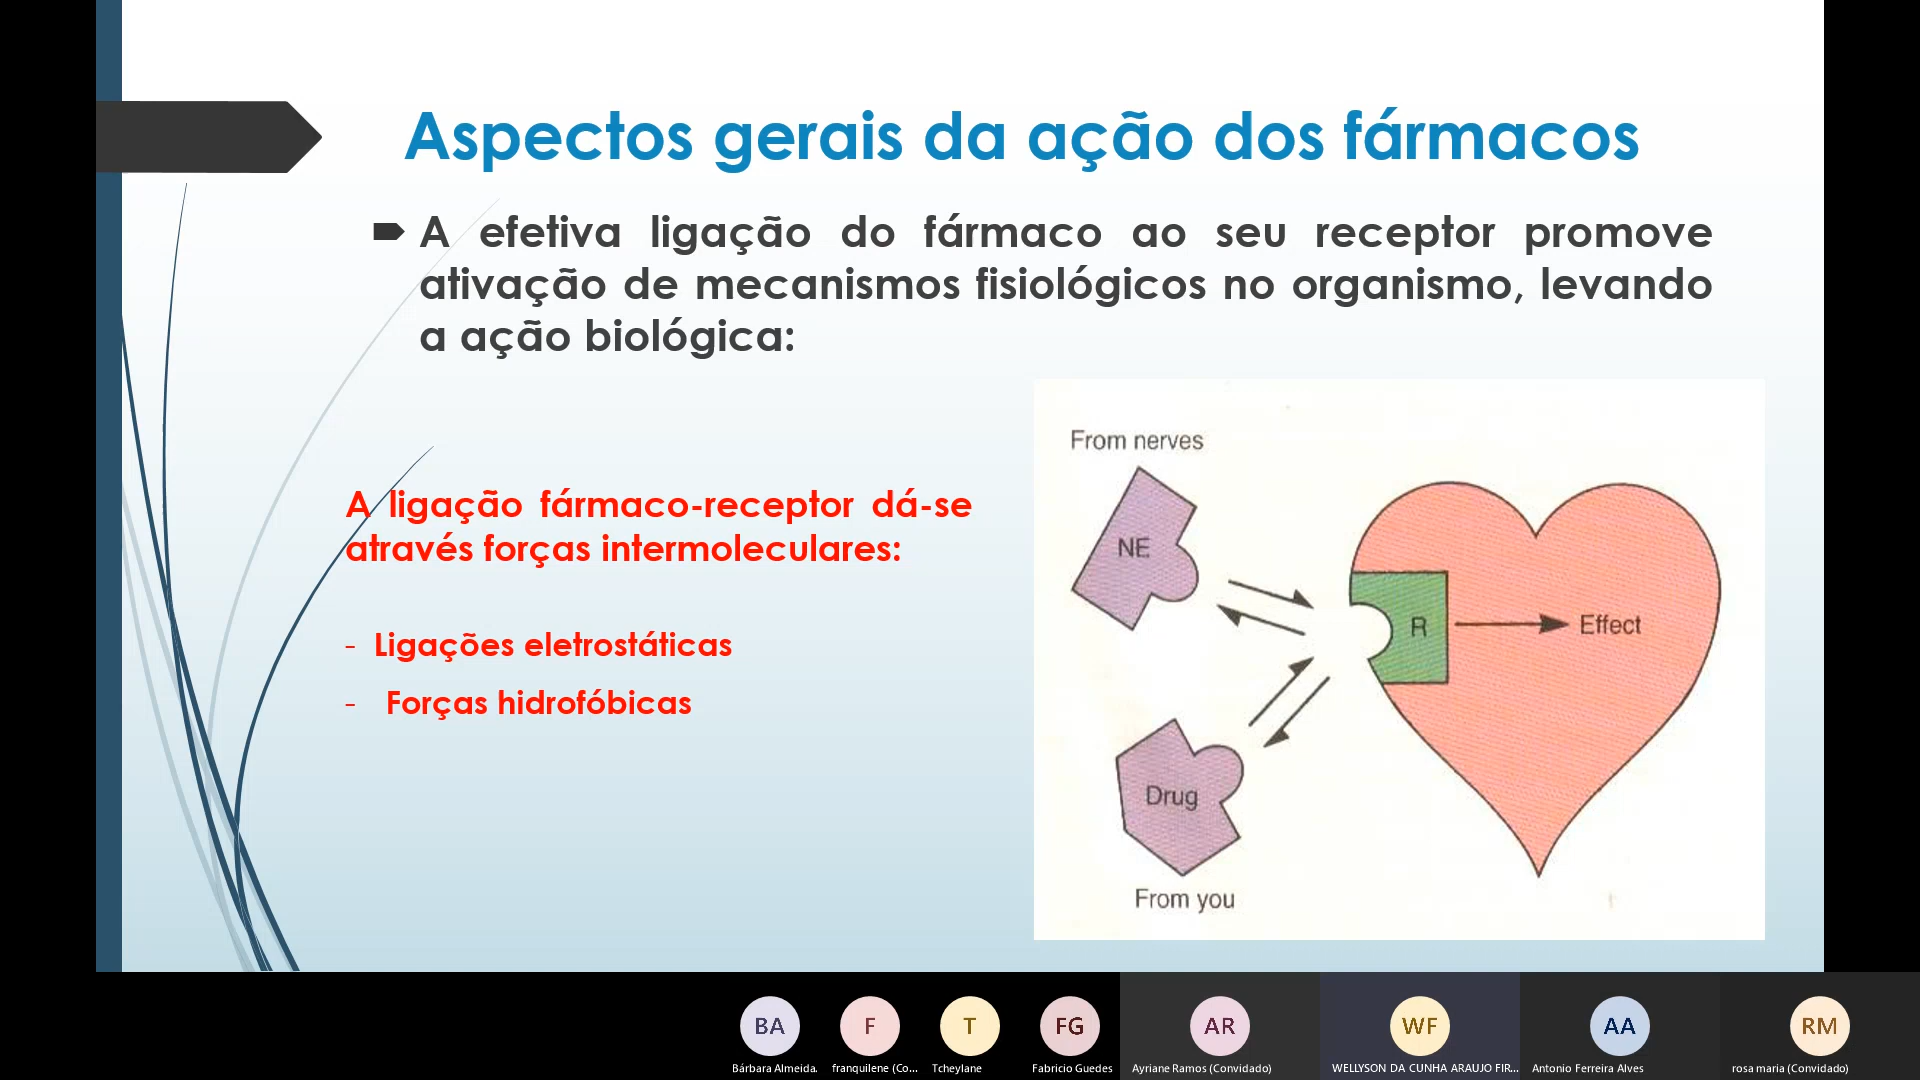 Aspectos gerais da ação dos fármacos
A efetiva ligação do fármaco ao seu receptor promove
ativação de mecanismos fisiológicos no organismo, levando
a ação biológica:
A ligação fármaco-receptor dá-se
através forças intermoleculares:
- Ligações eletrostáticas
- Forças hidrofóbicas
From nerves
NE
R
Effect
Drug
From you
BA
F
T
FG
AR
WF
AA
RM
Bárbara Almeida.
franquilene (Co...
Tcheylane
Fabricio Guedes
Ayriane Ramos (Convidado)
WELLYSON DA CUNHA ARAUJO FIR...
Antonio Ferreira Alves
rosa maria (Convidado)